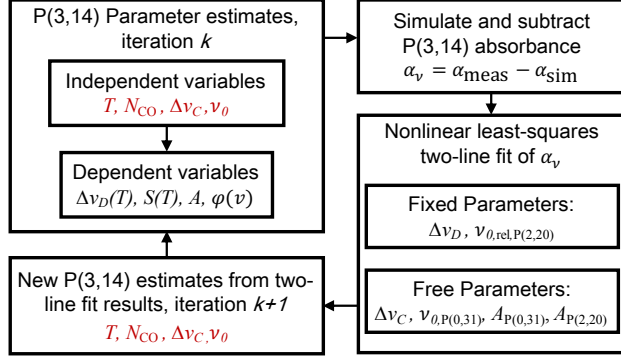 P(3,14) Parameter estimates,
iteration k
Independent variables
T, N_CO, Δν_C, ν_0
Dependent variables
Δν_D(T), S(T), A, φ(ν)
Simulate and subtract
P(3,14) absorbance
α_ν = α_meas − α_sim
Nonlinear least-squares
two-line fit of α_ν
Fixed Parameters:
Δν_D, ν_0,rel,P(2,20)
Free Parameters:
Δν_C, ν_0,P(0,31), A_P(0,31), A_P(2,20)
New P(3,14) estimates from two-
line fit results, iteration k+1
T, N_CO, Δν_C, ν_0